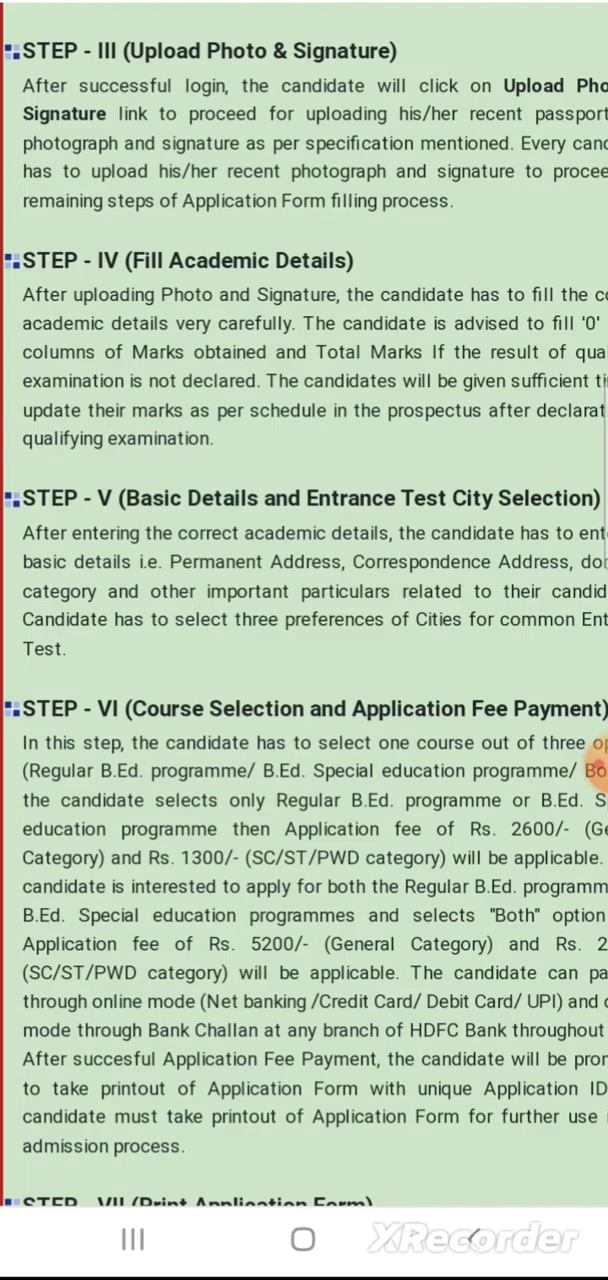 STEP - III (Upload Photo & Signature)
After successful login, the candidate will click on Upload
Signature link to proceed for uploading his/her recent passport
photograph and signature as per specification mentioned. Every
has to upload his/her recent photograph and signature to
remaining steps of Application Form filling process.
STEP - IV (Fill Academic Details)
After uploading Photo and Signature, the candidate has to fill the
academic details very carefully. The candidate is advised to fill '0'
columns of Marks obtained and Total Marks If the result of
examination is not declared. The candidates will be given sufficient
update their marks as per schedule in the prospectus after
qualifying examination.
STEP - V (Basic Details and Entrance Test City Selection)
After entering the correct academic details, the candidate has to
basic details i.e. Permanent Address, Correspondence Address,
category and other important particulars related to their
Candidate has to select three preferences of Cities for common
Test.
STEP - VI (Course Selection and Application Fee Payment)
In this step, the candidate has to select one course out of three
(Regular B.Ed. programme/ B.Ed. Special education programme/
the candidate selects only Regular B.Ed. programme or B.Ed.
education programme then Application fee of Rs. 2600/-
Category) and Rs. 1300/- (SC/ST/PWD category) will be applicable.
candidate is interested to apply for both the Regular B.Ed.
B.Ed. Special education programmes and selects "Both" option
Application fee of Rs. 5200/- (General Category) and Rs.
(SC/ST/PWD category) will be applicable. The candidate can
through online mode (Net banking /Credit Card/ Debit Card/ UPI) and
mode through Bank Challan at any branch of HDFC Bank throughout
After succesful Application Fee Payment, the candidate will be
to take printout of Application Form with unique Application ID
candidate must take printout of Application Form for further use
admission process.
STEP - VII (Print Application Form)
XRecorder